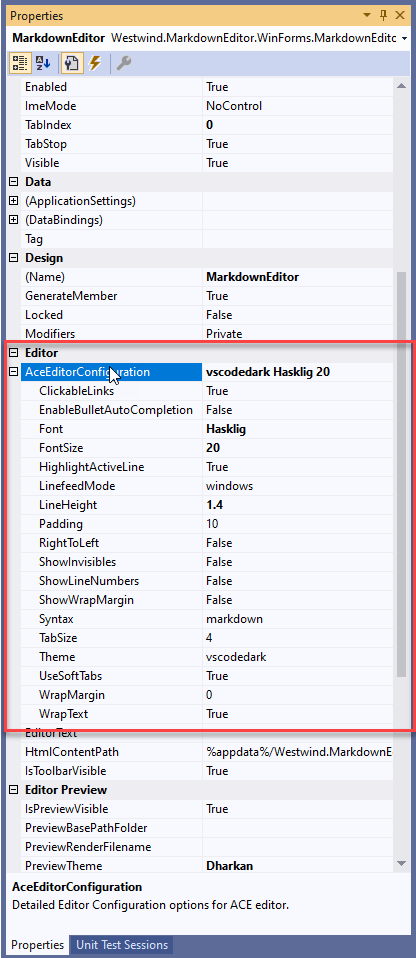 Properties
MarkdownEditor Westwind.MarkdownEditor.WinForms.MarkdownEditc
Enabled True
ImeMode NoControl
TabIndex 0
TabStop True
Visible True
Data
(ApplicationSettings)
(DataBindings)
Tag
Design
(Name) MarkdownEditor
GenerateMember True
Locked False
Modifiers Private
Editor
AceEditorConfiguration vscodedark Hasklig 20
ClickableLinks True
EnableBulletAutoCompletion False
Font Hasklig
FontSize 20
HighlightActiveLine True
LinefeedMode windows
LineHeight 1.4
Padding 10
RightToLeft False
ShowInvisibles False
ShowLineNumbers False
ShowWrapMargin False
Syntax markdown
TabSize 4
Theme vscodedark
UseSoftTabs True
WrapMargin 0
WrapText True
EditorText
HtmlContentPath %appdata%/Westwind.MarkdownE
IsToolbarVisible True
Editor Preview
IsPreviewVisible True
PreviewBasePathFolder
PreviewRenderFilename
PreviewTheme Dharkan
AceEditorConfiguration
Detailed Editor Configuration options for ACE editor.
Properties Unit Test Sessions